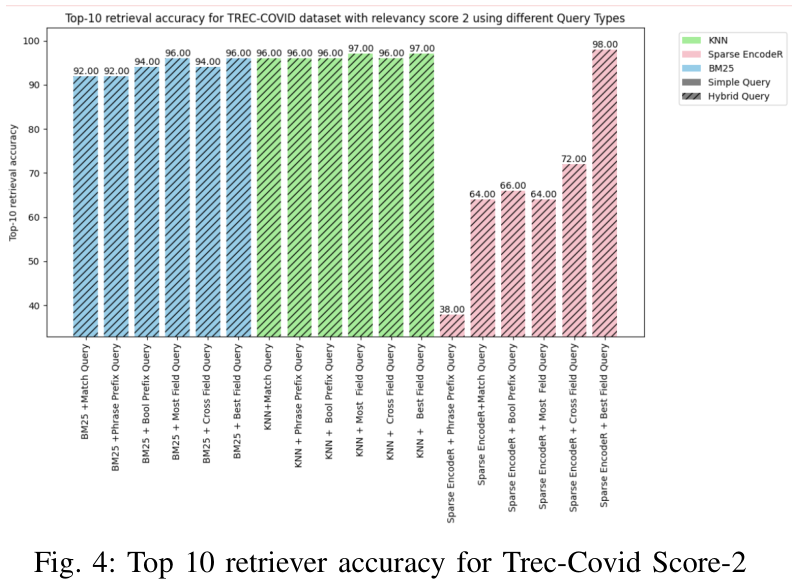 Top-10 retrieval accuracy for TREC-COVID dataset with relevancy score 2 using different Query Types
Top-10 retrieval accuracy
100
90
80
70
60
50
40
92.00
92.00
94.00
96.00
94.00
96.00
96.00
96.00
96.00
97.00
96.00
97.00
38.00
64.00
66.00
64.00
72.00
98.00
BM25 +Match Query
BM25 +Phrase Prefix Query
BM25 + Bool Prefix Query
BM25 + Most Field Query
BM25 + Cross Field Query
BM25 + Best Field Query
KNN+Match Query
KNN + Phrase Prefix Query
KNN + Bool Prefix Query
KNN + Most Field Query
KNN + Cross Field Query
KNN + Best Field Query
Sparse EncodeR + Phrase Prefix Query
Sparse EncodeR+Match Query
Sparse EncodeR + Bool Prefix Query
Sparse EncodeR + Most Feld Query
Sparse EncodeR + Cross Field Query
Sparse EncodeR + Best Field Query
KNN
Sparse EncodeR
BM25
Simple Query
Hybrid Query
Fig. 4: Top 10 retriever accuracy for Trec-Covid Score-2